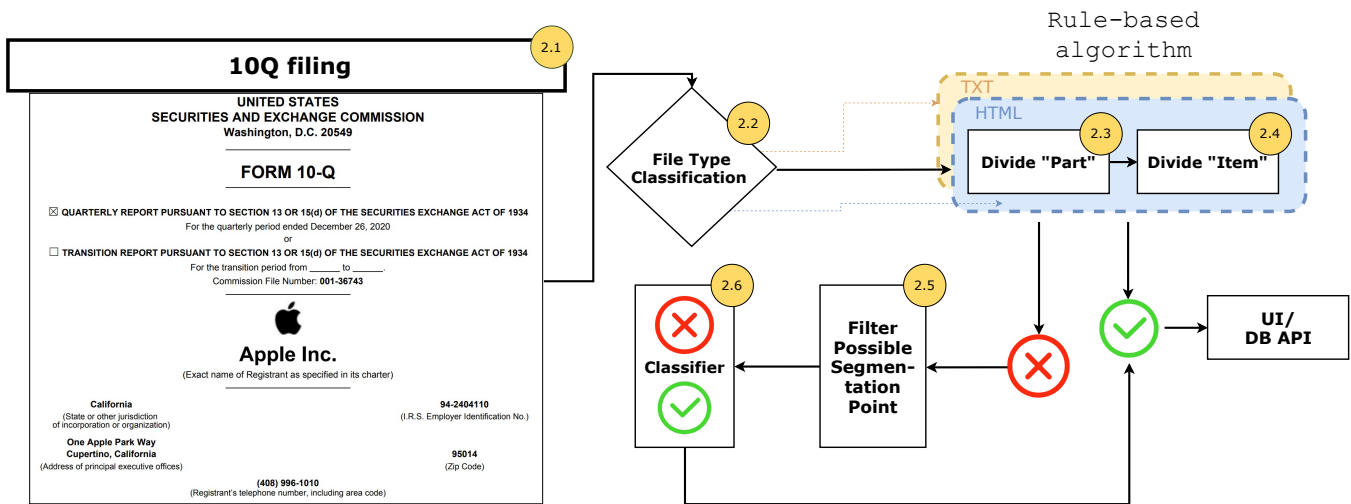 10Q filing
2.1
UNITED STATES
SECURITIES AND EXCHANGE COMMISSION
Washington, D.C. 20549
FORM 10-Q
☒ QUARTERLY REPORT PURSUANT TO SECTION 13 OR 15(d) OF THE SECURITIES EXCHANGE ACT OF 1934
For the quarterly period ended December 26, 2020
or
☐ TRANSITION REPORT PURSUANT TO SECTION 13 OR 15(d) OF THE SECURITIES EXCHANGE ACT OF 1934
For the transition period from ______ to ______.
Commission File Number: 001-36743
Apple Inc.
(Exact name of Registrant as specified in its charter)
California
(State or other jurisdiction
of incorporation or organization)
94-2404110
(I.R.S. Employer Identification No.)
One Apple Park Way
Cupertino, California
(Address of principal executive offices)
95014
(Zip Code)
(408) 996-1010
(Registrant's telephone number, including area code)
2.2
File Type
Classification
Rule-based
algorithm
TXT
HTML
2.3
Divide "Part"
2.4
Divide "Item"
2.6
Classifier
2.5
Filter
Possible
Segmen-
tation
Point
UI/
DB API